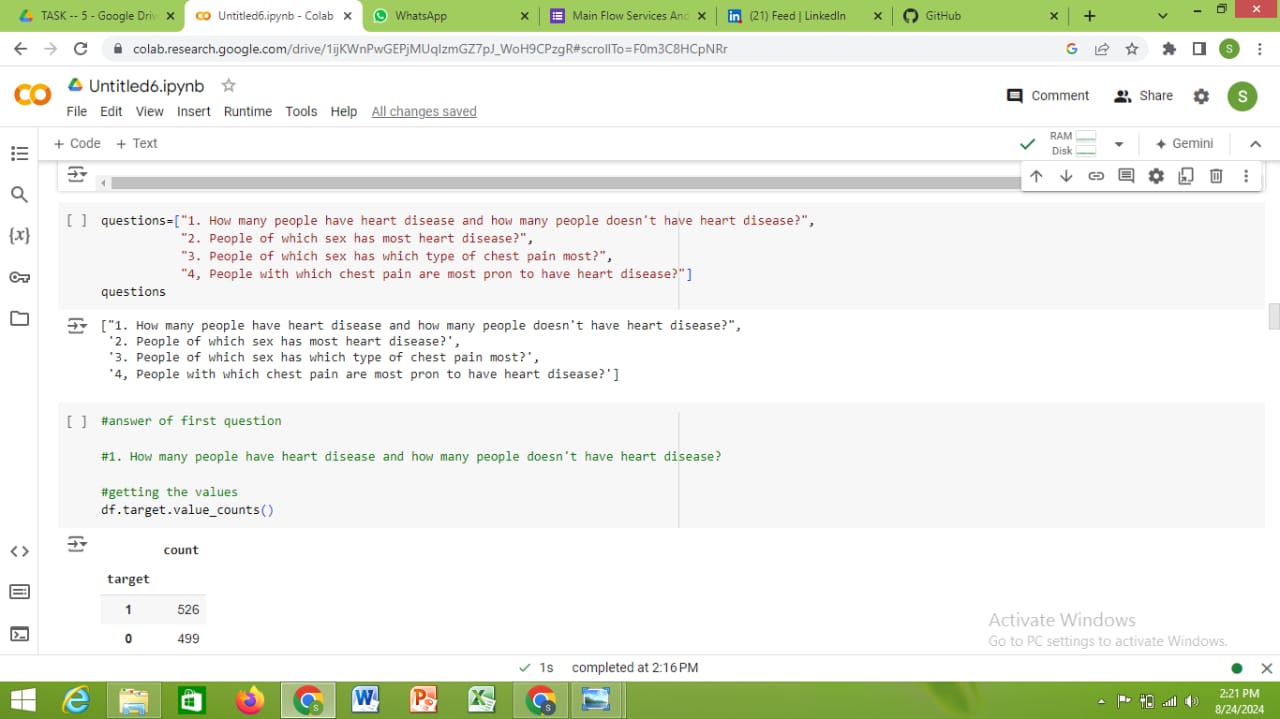 TASK -- 5 - Google Driv
Untitled6.ipynb - Colab
WhatsApp
Main Flow Services And
(21) Feed | LinkedIn
GitHub
colab.research.google.com/drive/1ijKWnPwGEPjMUqIzmGZ7pJ_WoH9CPzgR#scrollTo=F0m3C8HCpNRr
S
CO
Untitled6.ipynb
File Edit View Insert Runtime Tools Help All changes saved
Comment Share S
+ Code + Text
RAM
Disk
Gemini
{x}
[ ] questions=["1. How many people have heart disease and how many people doesn't have heart disease?",
"2. People of which sex has most heart disease?",
"3. People of which sex has which type of chest pain most?",
"4, People with which chest pain are most pron to have heart disease?"]
questions
["1. How many people have heart disease and how many people doesn't have heart disease?",
'2. People of which sex has most heart disease?',
'3. People of which sex has which type of chest pain most?',
'4, People with which chest pain are most pron to have heart disease?']
[ ] #answer of first question
#1. How many people have heart disease and how many people doesn't have heart disease?
#getting the values
df.target.value_counts()
count
target
1 526
0 499
Activate Windows
Go to PC settings to activate Windows.
1s completed at 2:16 PM
2:21 PM
8/24/2024